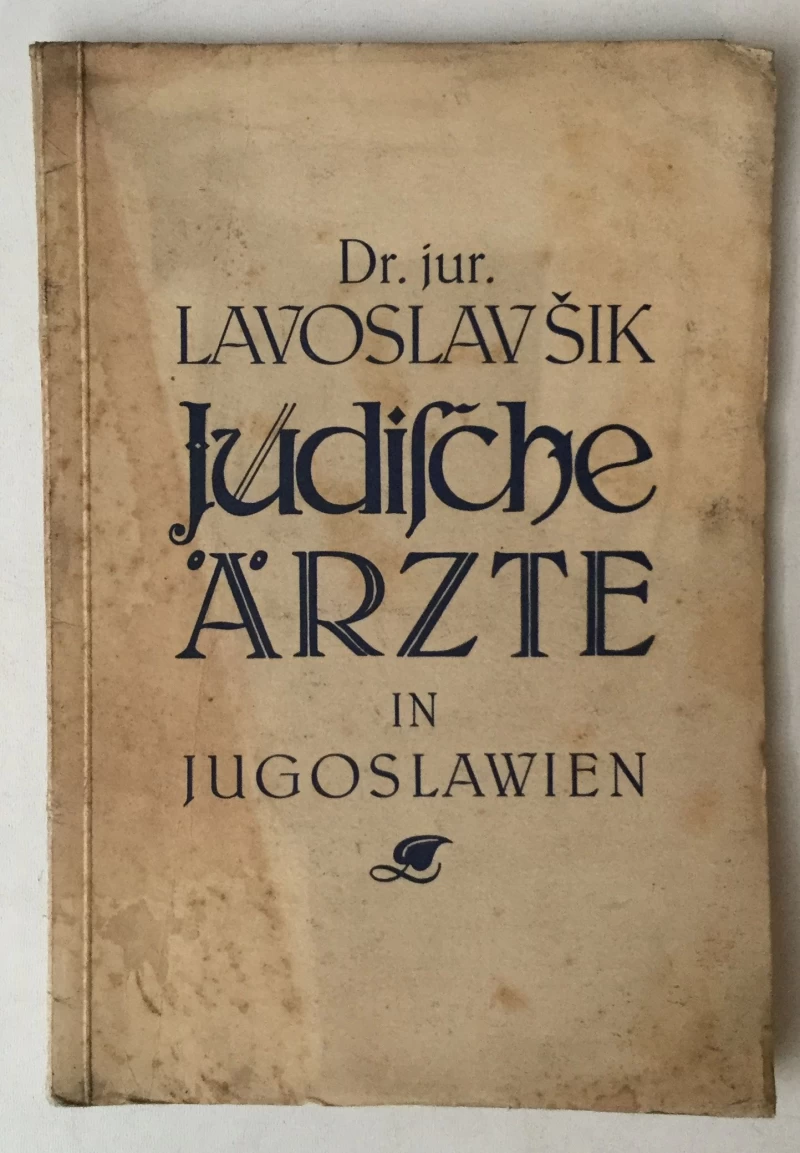 Dr. jur.
LAVOSLAV ŠIK
Jüdiſche
ÄRZTE
IN
JUGOSLAWIEN